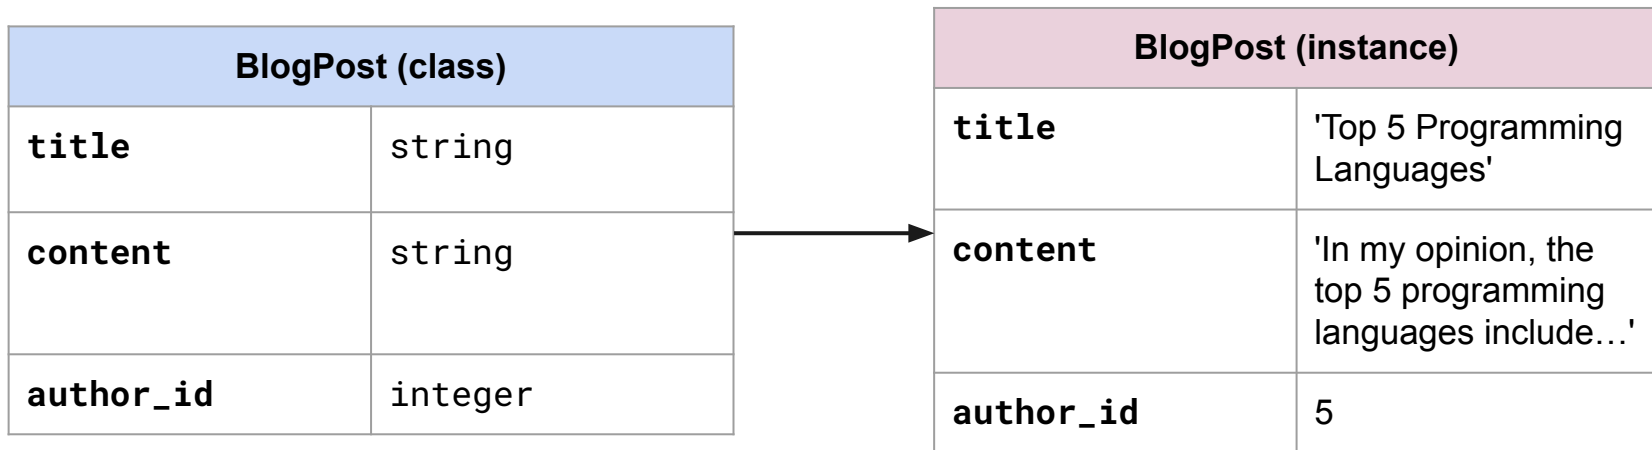 BlogPost (class)
title
string
content
string
author_id
integer
BlogPost (instance)
title
'Top 5 Programming
Languages'
content
'In my opinion, the
top 5 programming
languages include…'
author_id
5